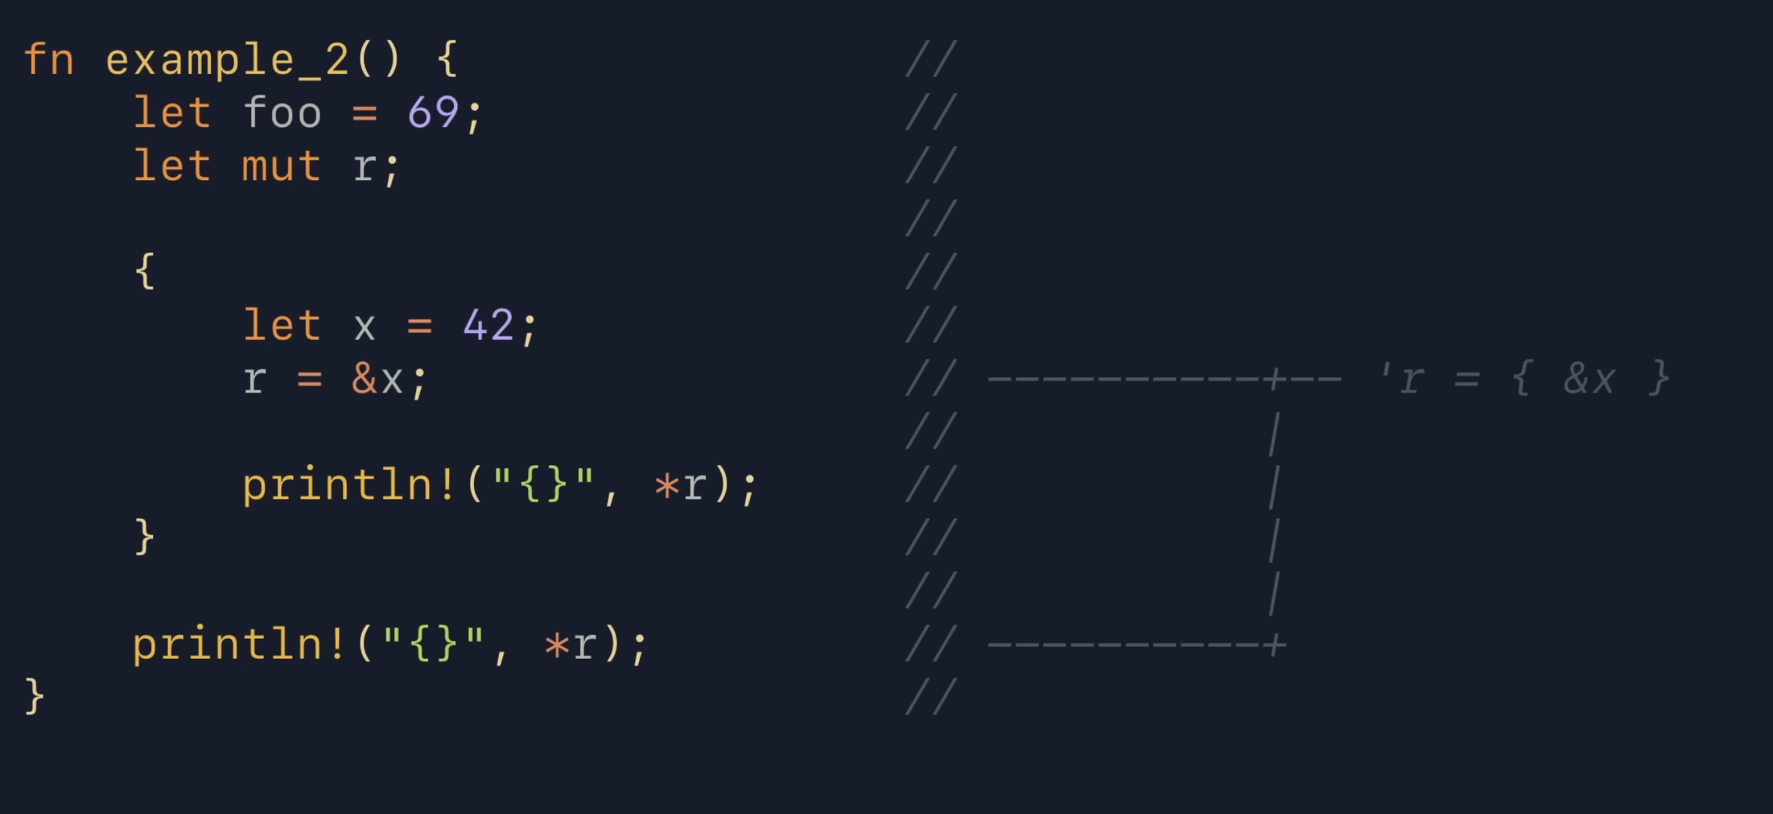 fn example_2() {                 //
    let foo = 69;                //
    let mut r;                   //
                                 //
    {                            //
        let x = 42;              //
        r = &x;                  // ----------+-- 'r = { &x }
                                 //           |
        println!("{}", *r);      //           |
    }                            //           |
                                 //           |
    println!("{}", *r);          // ----------+
}                                //